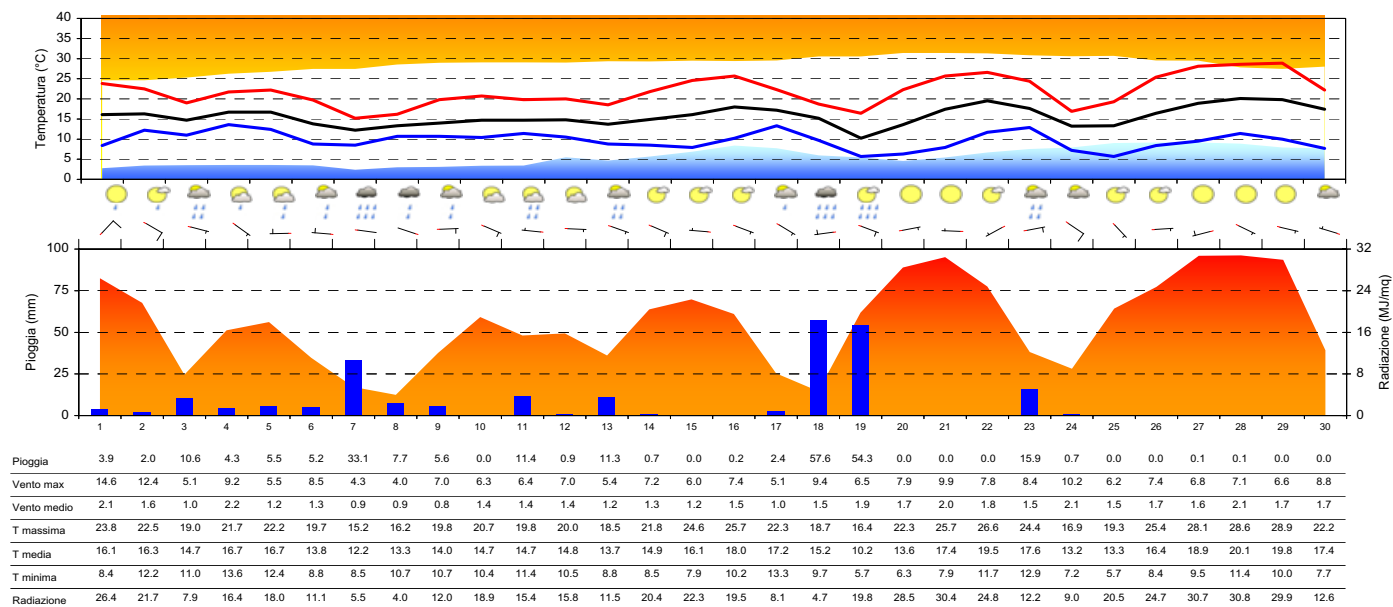 Temperatura (°C)
40
35
30
25
20
15
10
5
0
Pioggia (mm)
100
75
50
25
0
Radiazione (MJ/mq)
32
24
16
8
0
1 2 3 4 5 6 7 8 9 10 11 12 13 14 15 16 17 18 19 20 21 22 23 24 25 26 27 28 29 30
Pioggia 3.9 2.0 10.6 4.3 5.5 5.2 33.1 7.7 5.6 0.0 11.4 0.9 11.3 0.7 0.0 0.2 2.4 57.6 54.3 0.0 0.0 0.0 15.9 0.7 0.0 0.0 0.1 0.1 0.0 0.0
Vento max 14.6 12.4 5.1 9.2 5.5 8.5 4.3 4.0 7.0 6.3 6.4 7.0 5.4 7.2 6.0 7.4 5.1 9.4 6.5 7.9 9.9 7.8 8.4 10.2 6.2 7.4 6.8 7.1 6.6 8.8
Vento medio 2.1 1.6 1.0 2.2 1.2 1.3 0.9 0.9 0.8 1.4 1.4 1.4 1.2 1.3 1.2 1.5 1.0 1.5 1.9 1.7 2.0 1.8 1.5 2.1 1.5 1.7 1.6 2.1 1.7 1.7
T massima 23.8 22.5 19.0 21.7 22.2 19.7 15.2 16.2 19.8 20.7 19.8 20.0 18.5 21.8 24.6 25.7 22.3 18.7 16.4 22.3 25.7 26.6 24.4 16.9 19.3 25.4 28.1 28.6 28.9 22.2
T media 16.1 16.3 14.7 16.7 16.7 13.8 12.2 13.3 14.0 14.7 14.7 14.8 13.7 14.9 16.1 18.0 17.2 15.2 10.2 13.6 17.4 19.5 17.6 13.2 13.3 16.4 18.9 20.1 19.8 17.4
T minima 8.4 12.2 11.0 13.6 12.4 8.8 8.5 10.7 10.7 10.4 11.4 10.5 8.8 8.5 7.9 10.2 13.3 9.7 5.7 6.3 7.9 11.7 12.9 7.2 5.7 8.4 9.5 11.4 10.0 7.7
Radiazione 26.4 21.7 7.9 16.4 18.0 11.1 5.5 4.0 12.0 18.9 15.4 15.8 11.5 20.4 22.3 19.5 8.1 4.7 19.8 28.5 30.4 24.8 12.2 9.0 20.5 24.7 30.7 30.8 29.9 12.6